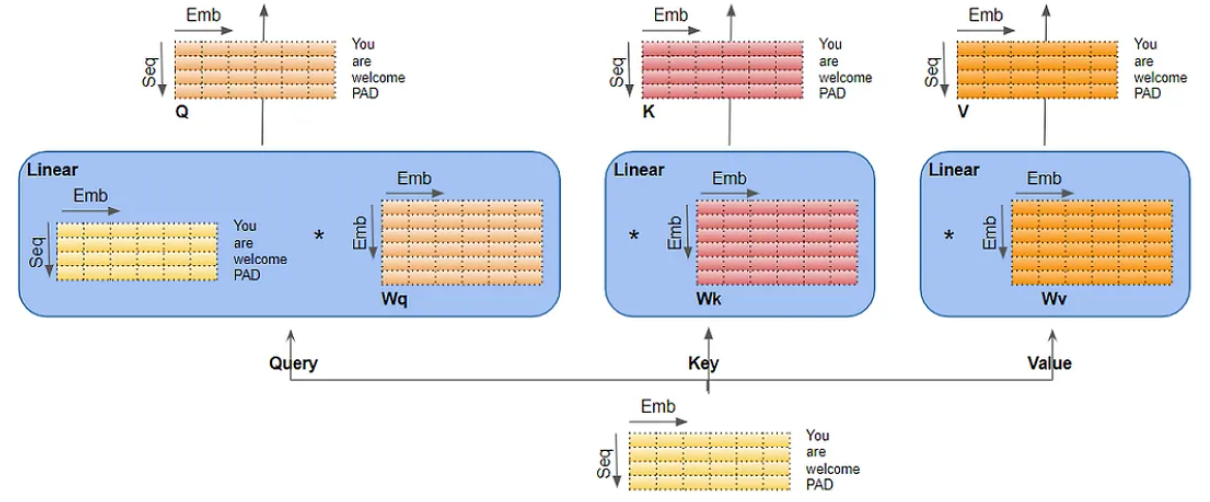 Emb
Seq
You
are
welcome
PAD
Q
Emb
Seq
You
are
welcome
PAD
K
Emb
Seq
You
are
welcome
PAD
V
Linear
Emb
Seq
You
are
welcome
PAD
*
Emb
Emb
Wq
Linear
*
Emb
Emb
Wk
Linear
*
Emb
Emb
Wv
Query
Key
Value
Emb
Seq
You
are
welcome
PAD